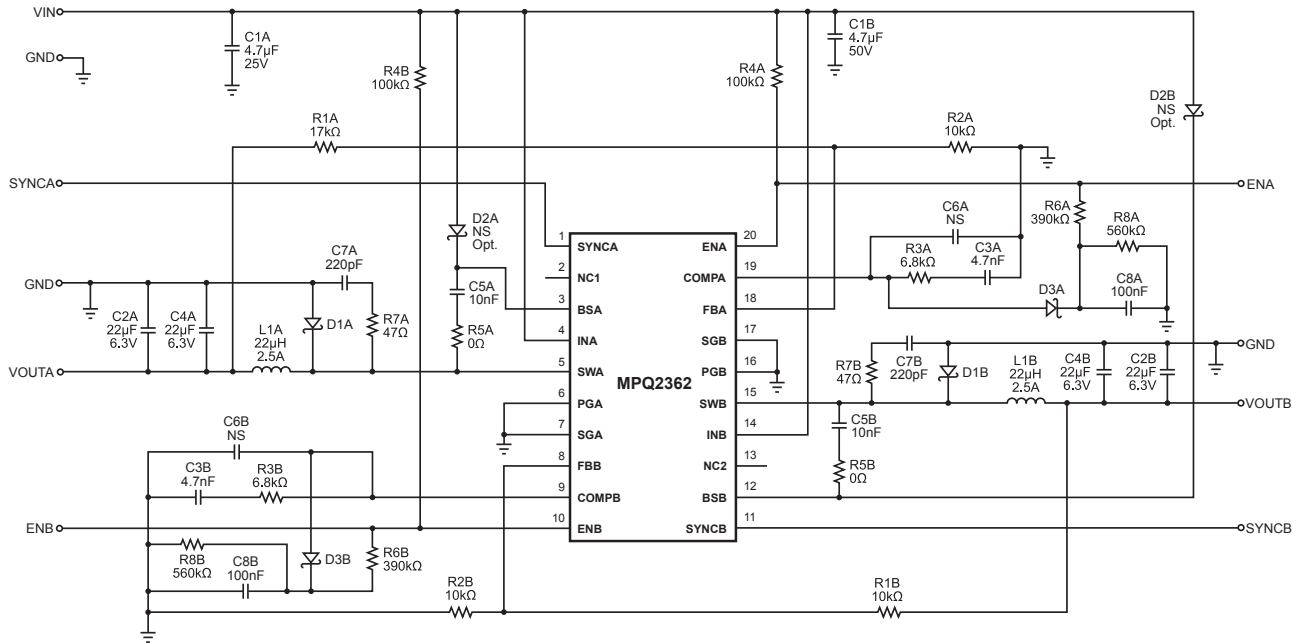 VIN
GND
C1A
4.7µF
25V
R4B
100kΩ
R4A
100kΩ
C1B
4.7µF
50V
D2B
NS
Opt.
R1A
17kΩ
R2A
10kΩ
SYNCA
ENA
D2A
NS
Opt.
C5A
10nF
R5A
0Ω
C6A
NS
R3A
6.8kΩ
C3A
4.7nF
R6A
390kΩ
R8A
560kΩ
C8A
100nF
D3A
GND
C2A
22µF
6.3V
C4A
22µF
6.3V
L1A
22µH
2.5A
D1A
C7A
220pF
R7A
47Ω
VOUTA
MPQ2362
1
SYNCA
2
NC1
3
BSA
4
INA
5
SWA
6
PGA
7
SGA
8
FBB
9
COMPB
10
ENB
20
ENA
19
COMPA
18
FBA
17
SGB
16
PGB
15
SWB
14
INB
13
NC2
12
BSB
11
SYNCB
R7B
47Ω
C7B
220pF
D1B
L1B
22µH
2.5A
C4B
22µF
6.3V
C2B
22µF
6.3V
GND
VOUTB
C5B
10nF
R5B
0Ω
SYNCB
C6B
NS
C3B
4.7nF
R3B
6.8kΩ
ENB
R8B
560kΩ
C8B
100nF
D3B
R6B
390kΩ
R2B
10kΩ
R1B
10kΩ